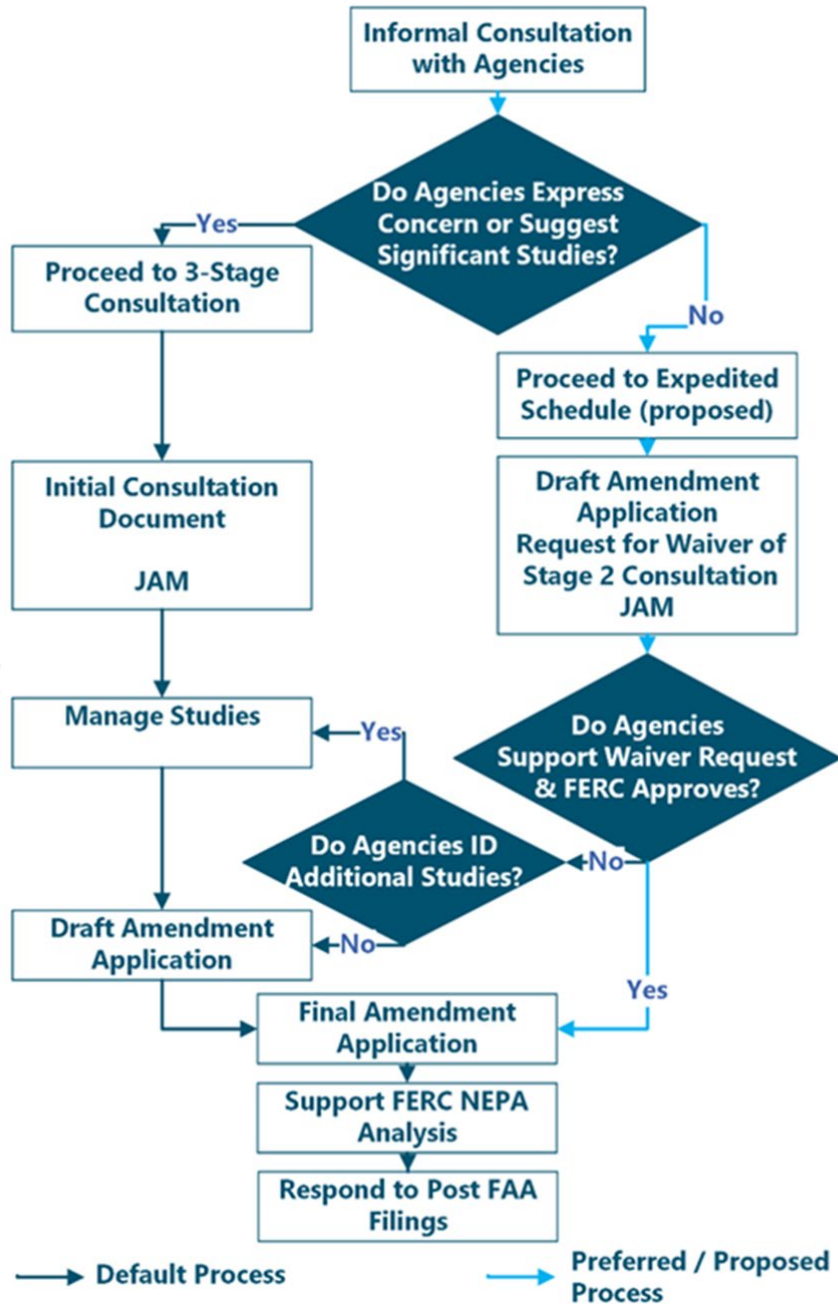 Informal Consultation
with Agencies
Do Agencies Express
Concern or Suggest
Significant Studies?
Yes
No
Proceed to 3-Stage
Consultation
Proceed to Expedited
Schedule (proposed)
Initial Consultation
Document
JAM
Draft Amendment
Application
Request for Waiver of
Stage 2 Consultation
JAM
Manage Studies
Yes
Do Agencies
Support Waiver Request
& FERC Approves?
Do Agencies ID
Additional Studies?
No
No
Draft Amendment
Application
Yes
Final Amendment
Application
Support FERC NEPA
Analysis
Respond to Post FAA
Filings
Default Process
Preferred / Proposed
Process